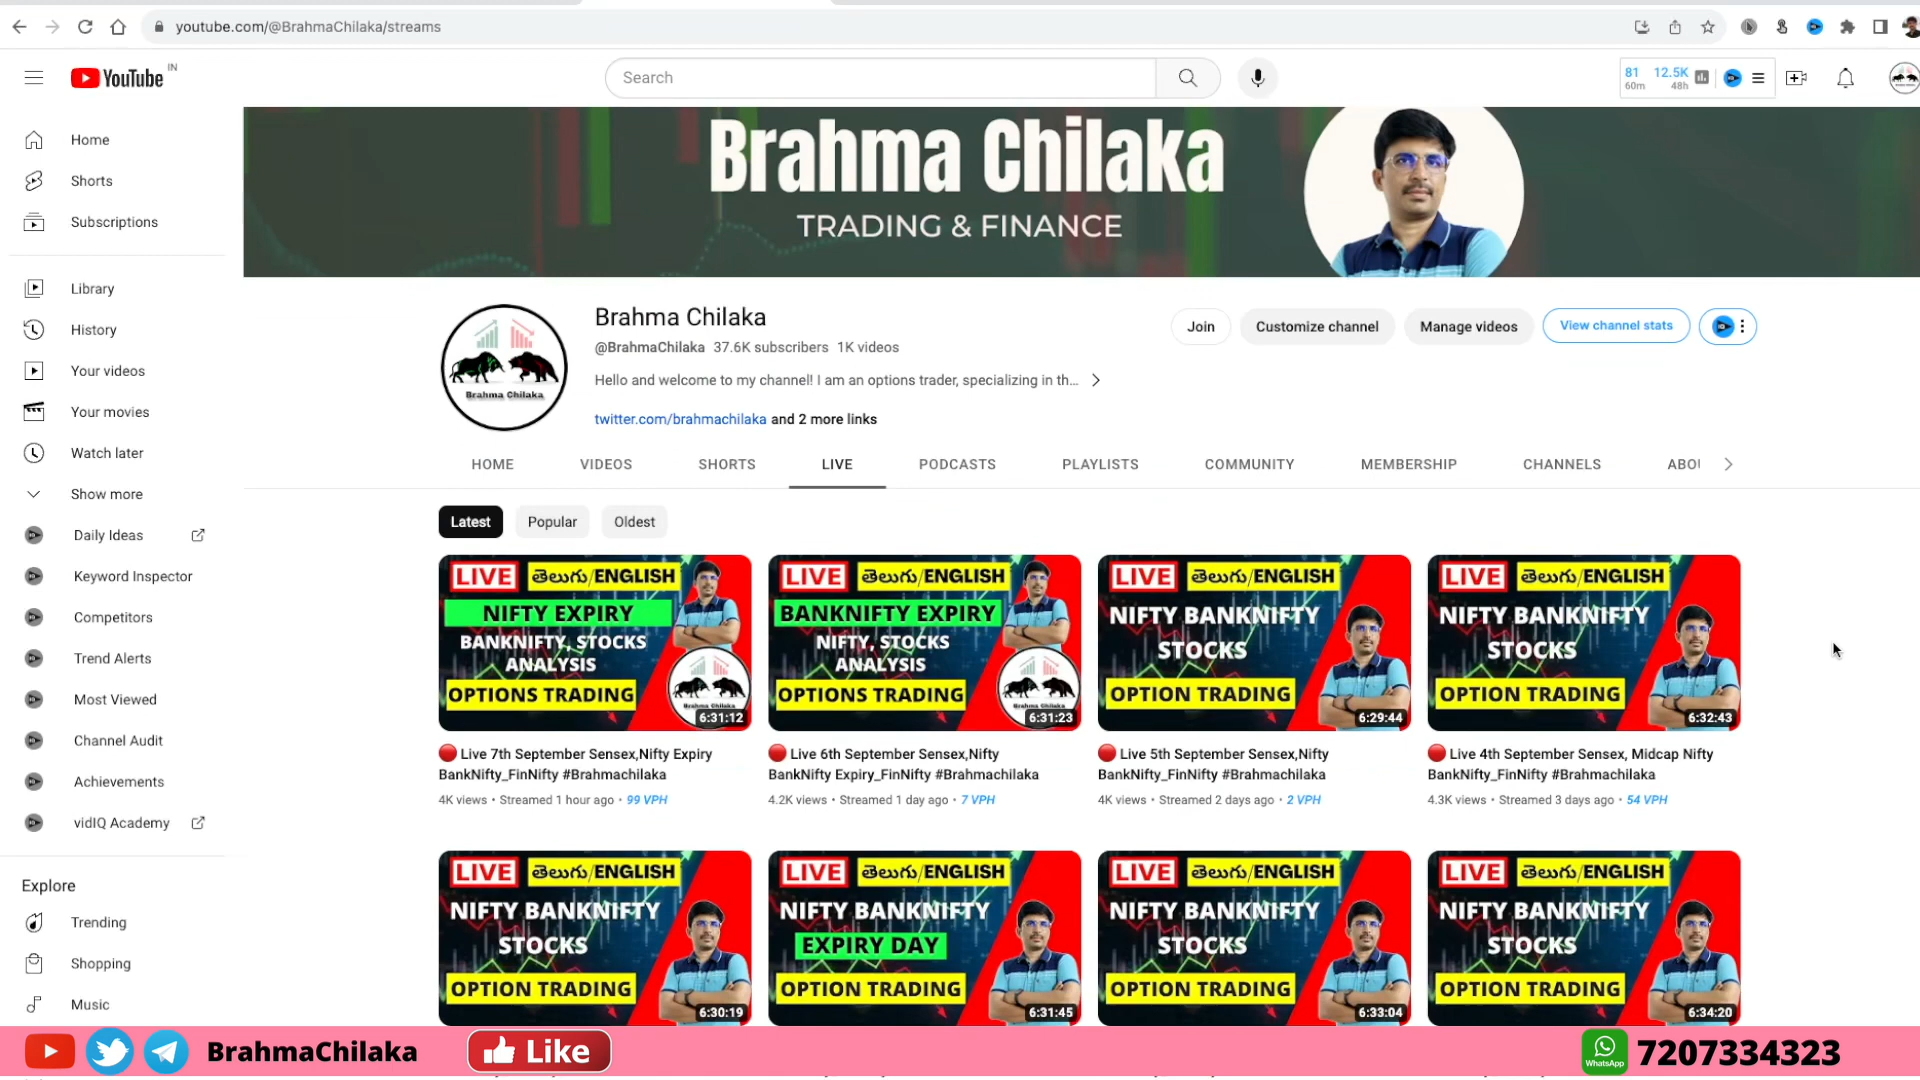 youtube.com/@BrahmaChilaka/streams
YouTube IN
Search
81 12.5K
60m 48h
Brahma Chilaka
TRADING & FINANCE
Home
Shorts
Subscriptions
Library
History
Your videos
Your movies
Watch later
Show more
Daily Ideas
Keyword Inspector
Competitors
Trend Alerts
Most Viewed
Channel Audit
Achievements
vidIQ Academy
Explore
Trending
Shopping
Music
Brahma Chilaka
Brahma Chilaka
@BrahmaChilaka 37.6K subscribers 1K videos
Hello and welcome to my channel! I am an options trader, specializing in th...
twitter.com/brahmachilaka and 2 more links
Join Customize channel Manage videos View channel stats
HOME VIDEOS SHORTS LIVE PODCASTS PLAYLISTS COMMUNITY MEMBERSHIP CHANNELS ABOU
Latest Popular Oldest
LIVE తెలుగు/ENGLISH
NIFTY EXPIRY
BANKNIFTY, STOCKS
ANALYSIS
OPTIONS TRADING
Brahma Chilaka
6:31:12
Live 7th September Sensex,Nifty Expiry
BankNifty_FinNifty #Brahmachilaka
4K views • Streamed 1 hour ago • 99 VPH
LIVE తెలుగు/ENGLISH
BANKNIFTY EXPIRY
NIFTY, STOCKS
ANALYSIS
OPTIONS TRADING
Brahma Chilaka
6:31:23
Live 6th September Sensex,Nifty
BankNifty Expiry_FinNifty #Brahmachilaka
4.2K views • Streamed 1 day ago • 7 VPH
LIVE తెలుగు/ENGLISH
NIFTY BANKNIFTY
STOCKS
OPTION TRADING
6:29:44
Live 5th September Sensex,Nifty
BankNifty_FinNifty #Brahmachilaka
4K views • Streamed 2 days ago • 2 VPH
LIVE తెలుగు/ENGLISH
NIFTY BANKNIFTY
STOCKS
OPTION TRADING
6:32:43
Live 4th September Sensex, Midcap Nifty
BankNifty_FinNifty #Brahmachilaka
4.3K views • Streamed 3 days ago • 54 VPH
LIVE తెలుగు/ENGLISH
NIFTY BANKNIFTY
STOCKS
OPTION TRADING
6:30:19
LIVE తెలుగు/ENGLISH
NIFTY BANKNIFTY
EXPIRY DAY
OPTION TRADING
6:31:45
LIVE తెలుగు/ENGLISH
NIFTY BANKNIFTY
STOCKS
OPTION TRADING
6:33:04
LIVE తెలుగు/ENGLISH
NIFTY BANKNIFTY
STOCKS
OPTION TRADING
6:34:20
BrahmaChilaka
Like
WhatsApp
7207334323